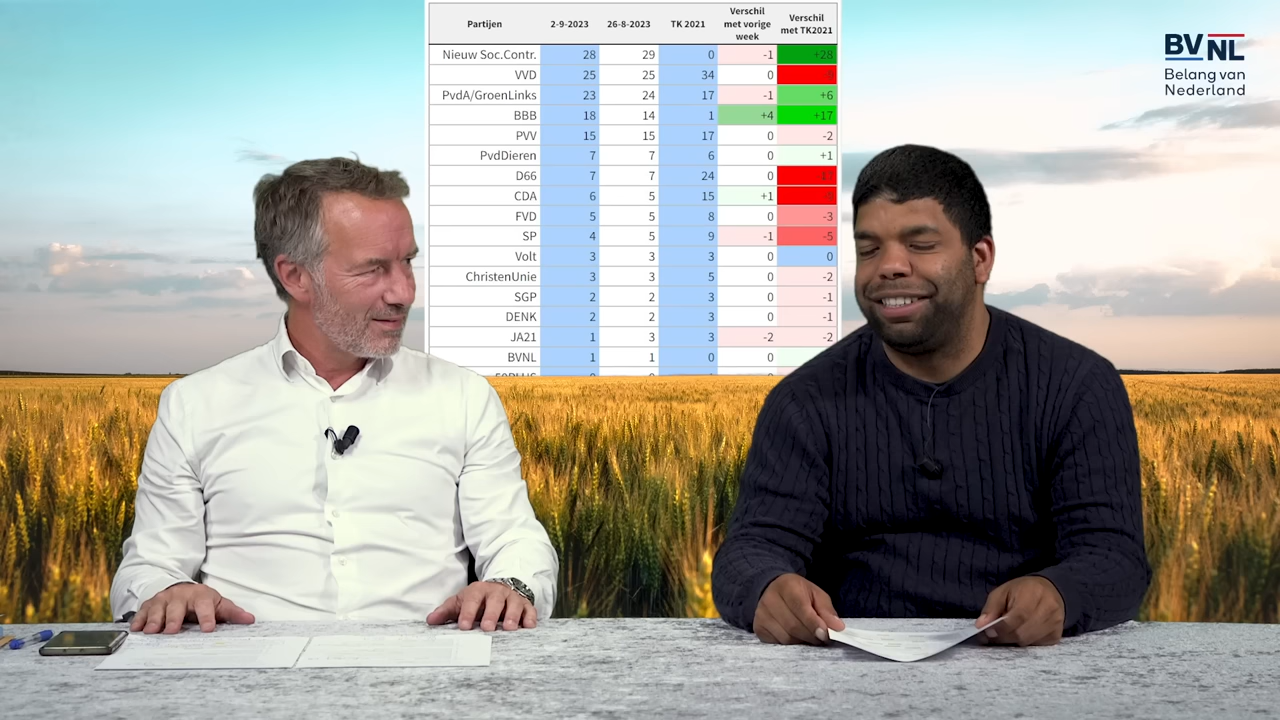 Partijen 2-9-2023 26-8-2023 TK 2021 Verschil met vorige week Verschil met TK2021
Nieuw Soc.Contr. 28 29 0 -1 +28
VVD 25 25 34 0
PvdA/GroenLinks 23 24 17 -1 +6
BBB 18 14 1 +4 +17
PVV 15 15 17 0 -2
PvdDieren 7 7 6 0 +1
D66 7 7 24 0
CDA 6 5 15 +1
FVD 5 5 8 0 -3
SP 4 5 9 -1 -5
Volt 3 3 3 0 0
ChristenUnie 3 3 5 0 -2
SGP 2 2 3 0 -1
DENK 2 2 3 0 -1
JA21 1 3 3 -2 -2
BVNL 1 1 0 0
BVNL
Belang van
Nederland